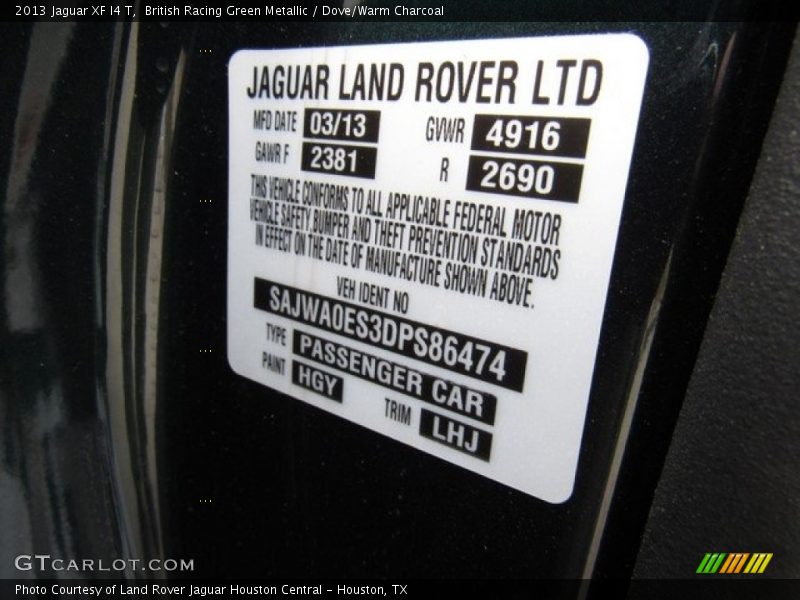 2013 Jaguar XF I4 T, British Racing Green Metallic / Dove/Warm Charcoal
JAGUAR LAND ROVER LTD
MFD DATE 03/13 GVWR 4916
GAWR F 2381 R 2690
THIS VEHICLE CONFORMS TO ALL APPLICABLE FEDERAL MOTOR
VEHICLE SAFETY, BUMPER AND THEFT PREVENTION STANDARDS
IN EFFECT ON THE DATE OF MANUFACTURE SHOWN ABOVE.
VEH IDENT NO
SAJWA0ES3DPS86474
TYPE PASSENGER CAR
PAINT HGY TRIM LHJ
GTCARLOT.COM
Photo Courtesy of Land Rover Jaguar Houston Central - Houston, TX